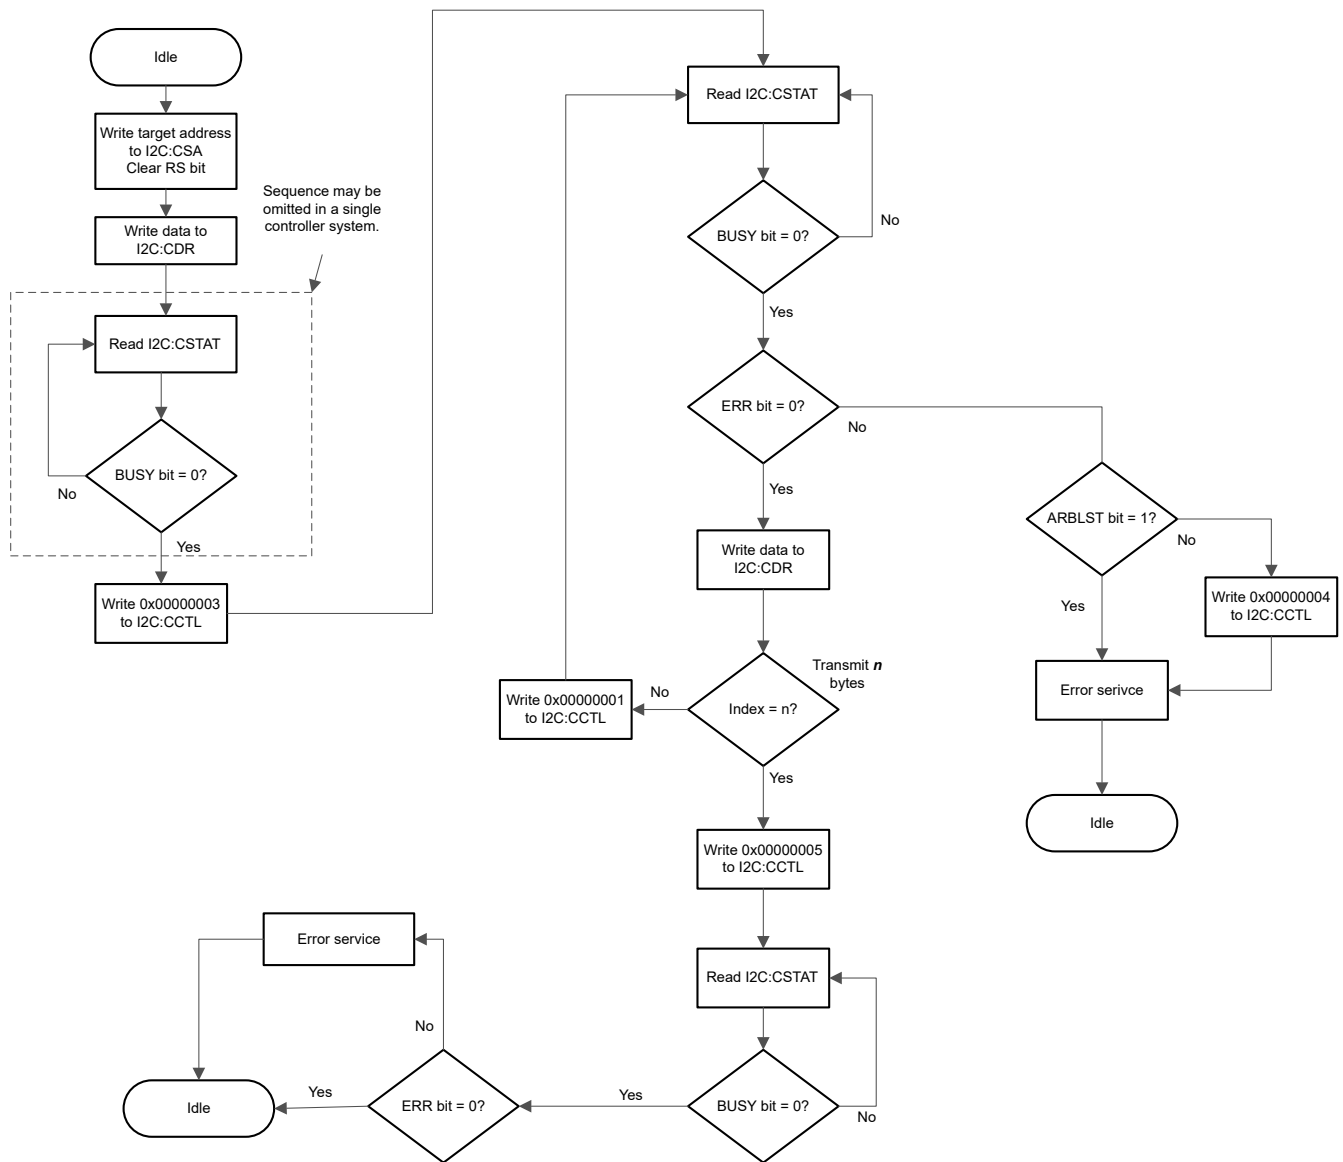 Idle
Write target address
to I2C:CSA
Clear RS bit
Write data to
I2C:CDR
Sequence may be
omitted in a single
controller system.
Read I2C:CSTAT
BUSY bit = 0?
No
Yes
Write 0x00000003
to I2C:CCTL
Read I2C:CSTAT
BUSY bit = 0?
No
Yes
ERR bit = 0?
No
Yes
ARBLST bit = 1?
No
Yes
Write 0x00000004
to I2C:CCTL
Error serivce
Idle
Write data to
I2C:CDR
Transmit n
bytes
Index = n?
No
Write 0x00000001
to I2C:CCTL
Yes
Write 0x00000005
to I2C:CCTL
Read I2C:CSTAT
BUSY bit = 0?
No
Yes
ERR bit = 0?
No
Error service
Yes
Idle